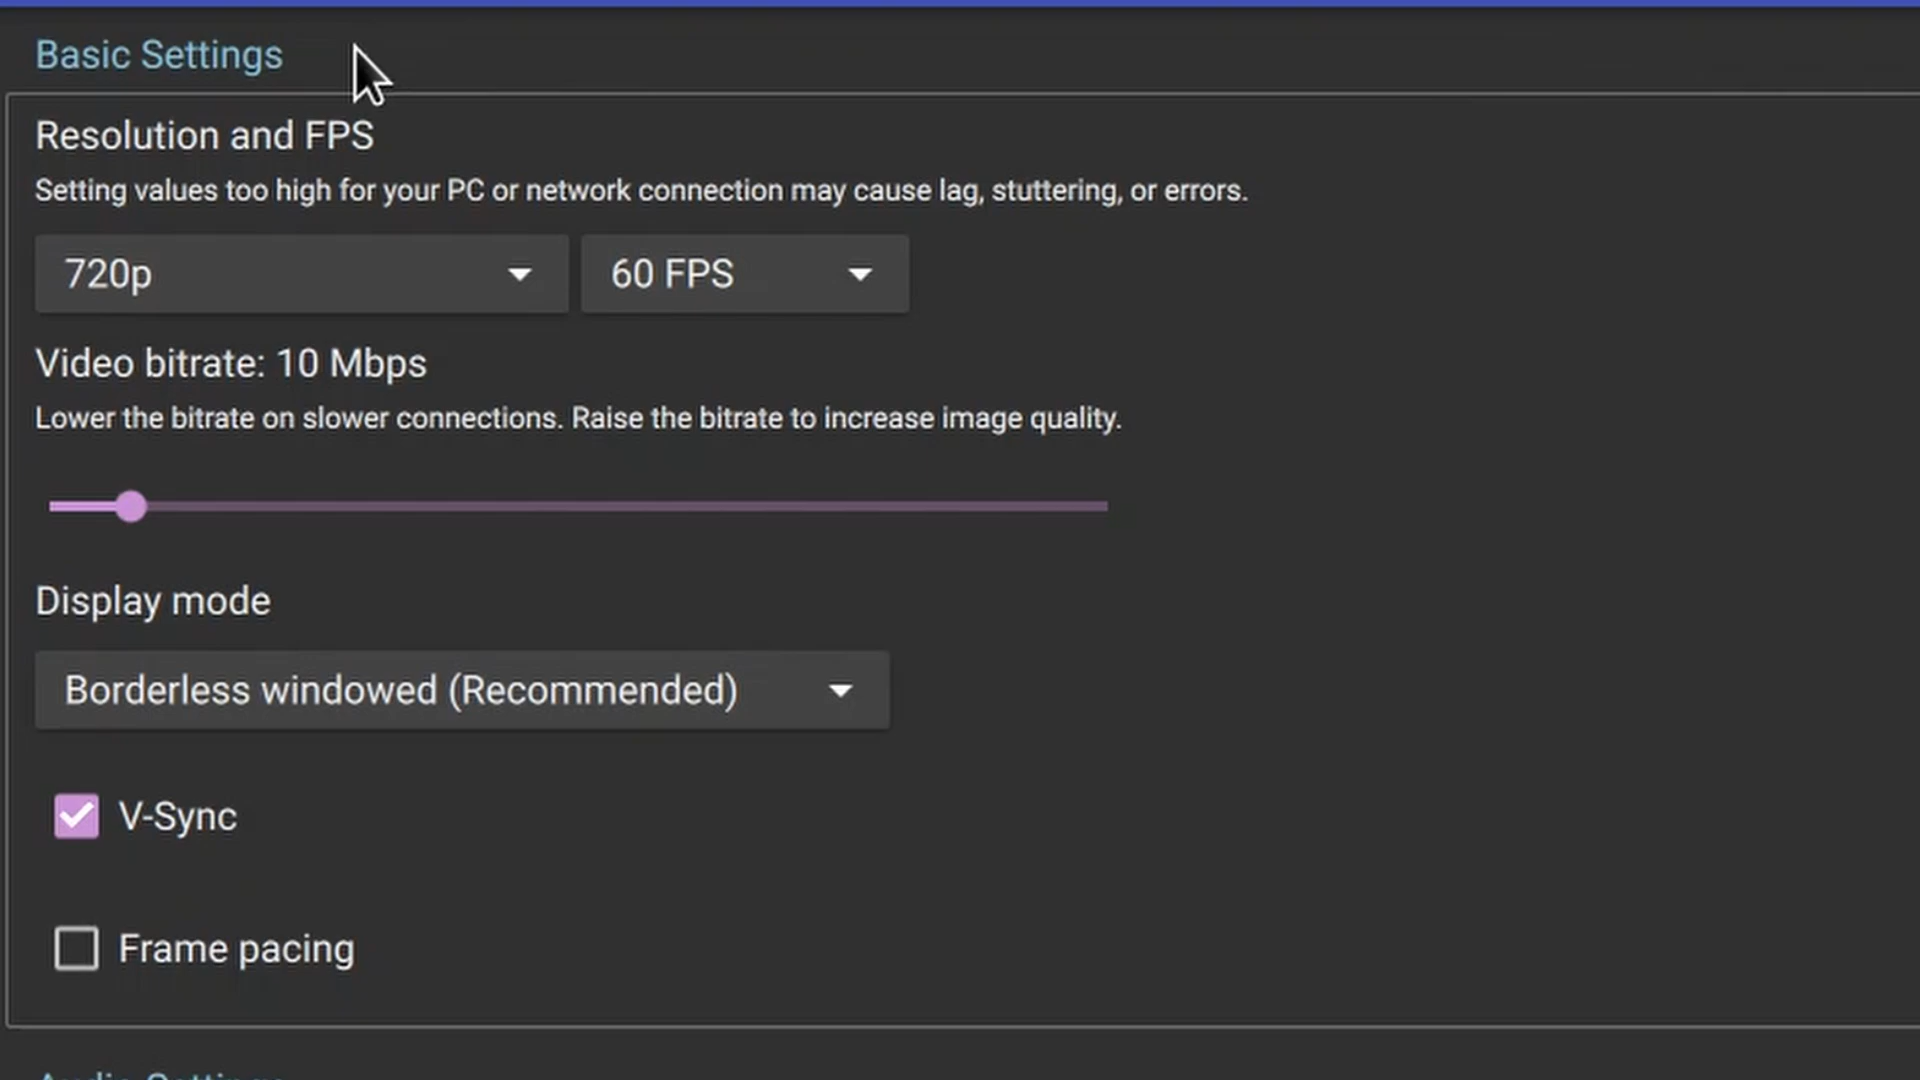 Basic Settings
Resolution and FPS
Setting values too high for your PC or network connection may cause lag, stuttering, or errors.
720p
60 FPS
Video bitrate: 10 Mbps
Lower the bitrate on slower connections. Raise the bitrate to increase image quality.
Display mode
Borderless windowed (Recommended)
V-Sync
Frame pacing
Audio Settings